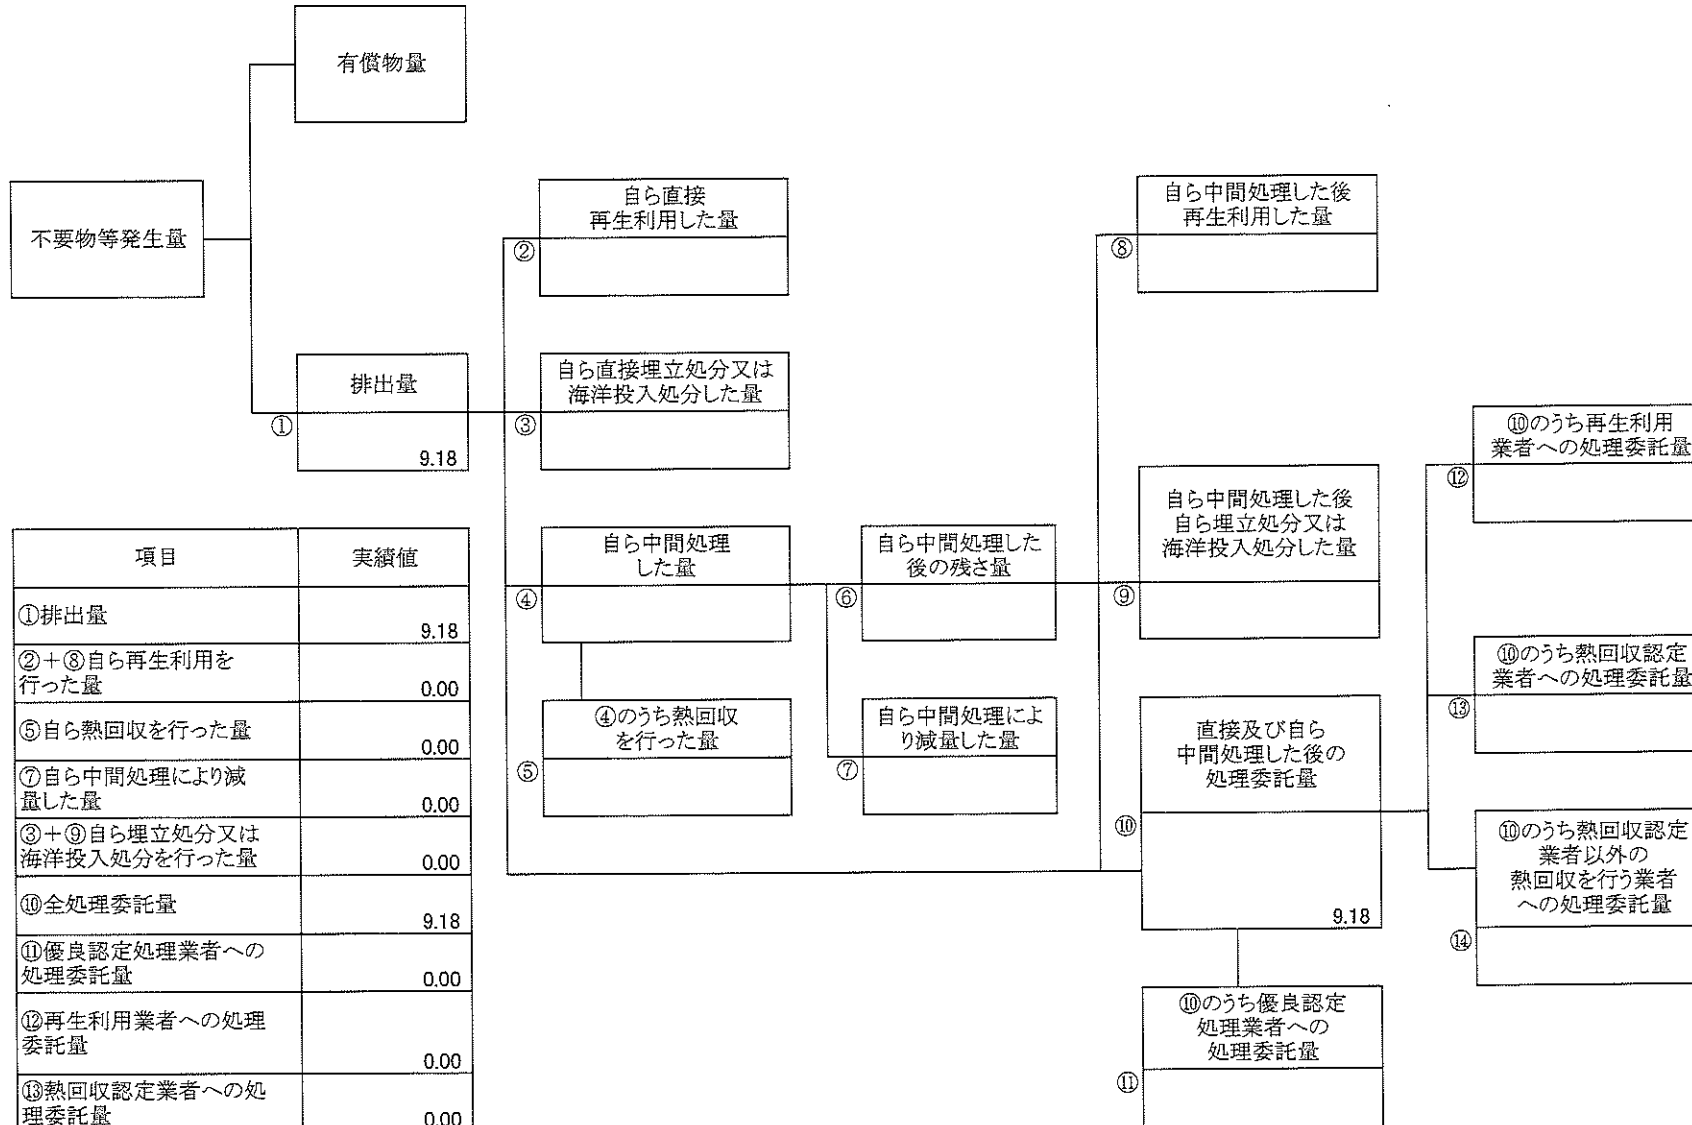 有償物量
不要物等発生量
自ら直接
再生利用した量
②
自ら中間処理した後
再生利用した量
⑧
排出量
①
9.18
自ら直接埋立処分又は
海洋投入処分した量
③
⑩のうち再生利用
業者への処理委託量
⑫
自ら中間処理
した量
④
自ら中間処理した
後の残さ量
⑥
自ら中間処理した後
自ら埋立処分又は
海洋投入処分した量
⑨
④のうち熱回収
を行った量
⑤
自ら中間処理によ
り減量した量
⑦
直接及び自ら
中間処理した後の
処理委託量
⑩
9.18
⑩のうち熱回収認定
業者への処理委託量
⑬
⑩のうち熱回収認定
業者以外の
熱回収を行う業者
への処理委託量
⑭
⑩のうち優良認定
処理業者への
処理委託量
⑪
項目 実績値
①排出量
9.18
②+⑧自ら再生利用を
行った量 0.00
⑤自ら熱回収を行った量
0.00
⑦自ら中間処理により減
量した量 0.00
③+⑨自ら埋立処分又は
海洋投入処分を行った量 0.00
⑩全処理委託量
9.18
⑪優良認定処理業者への
処理委託量 0.00
⑫再生利用業者への処理
委託量 0.00
⑬熱回収認定業者への処
理委託量 0.00